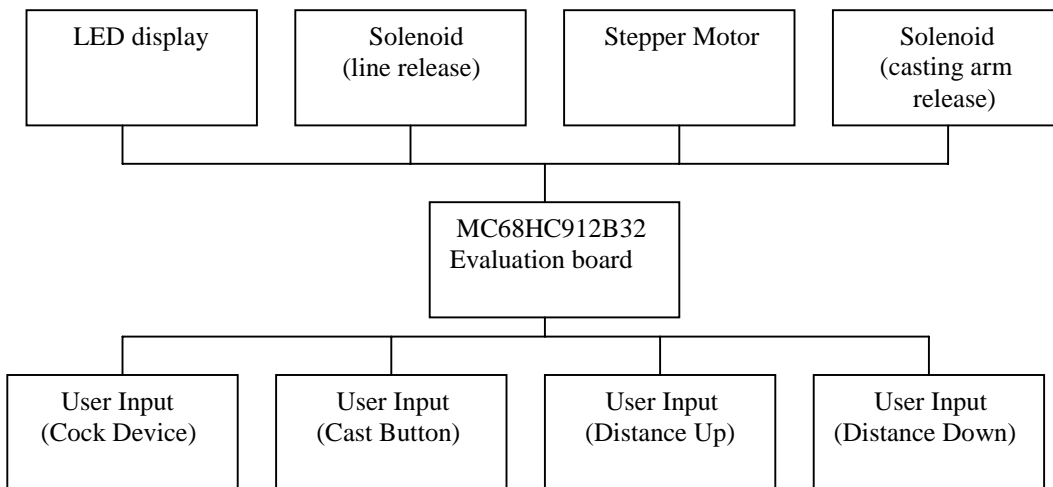 LED display
Solenoid
(line release)
Stepper Motor
Solenoid
(casting arm
release)
MC68HC912B32
Evaluation board
User Input
(Cock Device)
User Input
(Cast Button)
User Input
(Distance Up)
User Input
(Distance Down)